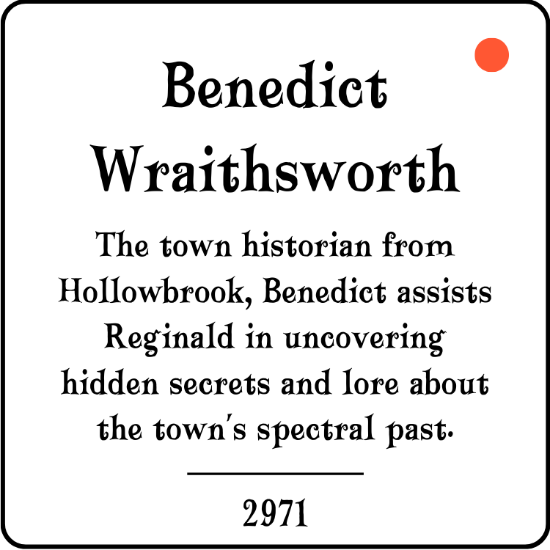 Benedict
Wraithsworth
The town historian from
Hollowbrook, Benedict assists
Reginald in uncovering
hidden secrets and lore about
the town's spectral past.
2971